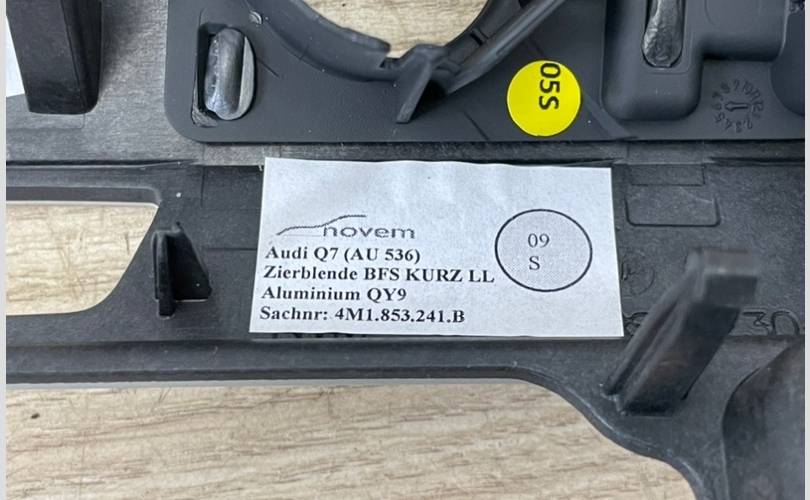 05S
novem
Audi Q7 (AU 536)
Zierblende BFS KURZ LL
Aluminium QY9
Sachnr: 4M1.853.241.B
09
S